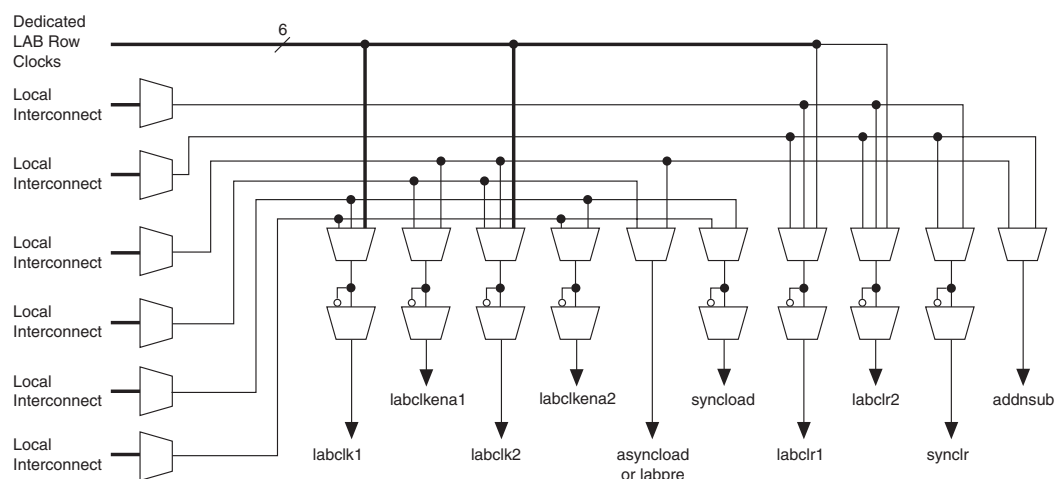 Dedicated
LAB Row
Clocks
6
Local
Interconnect
Local
Interconnect
Local
Interconnect
Local
Interconnect
Local
Interconnect
Local
Interconnect
labclkena1
labclkena2
syncload
labclr2
addnsub
labclk1
labclk2
asyncload
or labpre
labclr1
synclr